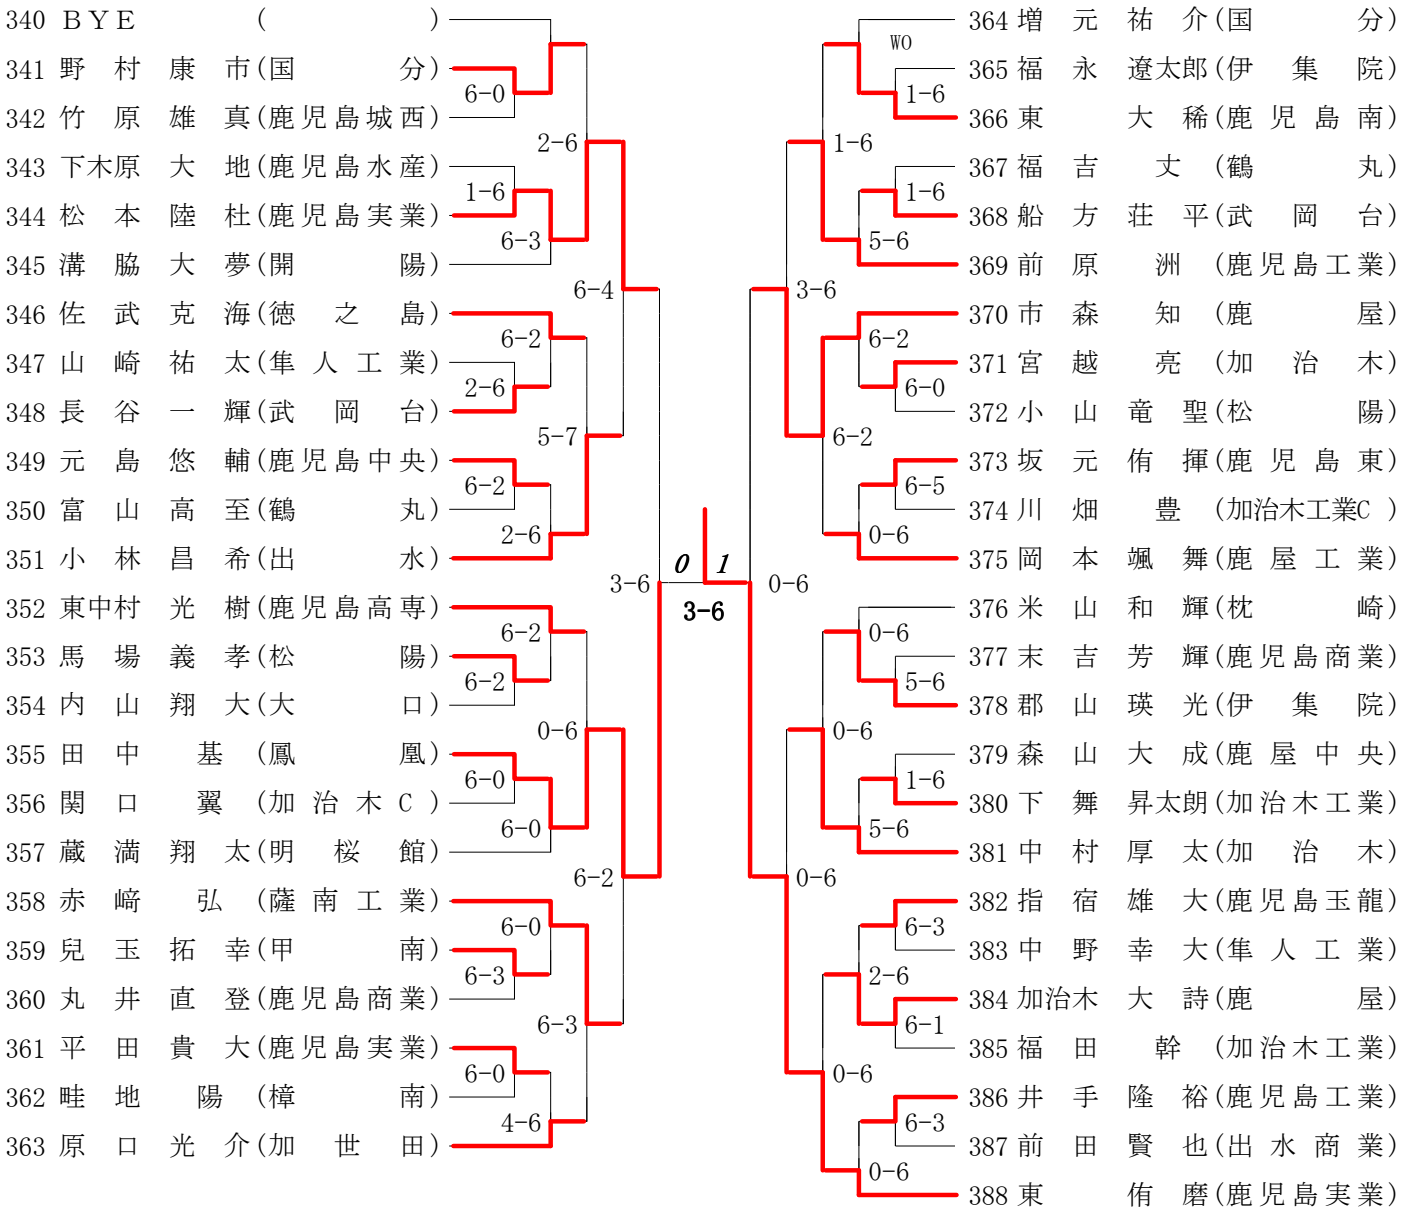 340 ＢＹＥ (　　　)
341 野村康市(国分)
6-0
342 竹原雄真(鹿児島城西)
2-6
343 下木原大地(鹿児島水産)
1-6
344 松本陸杜(鹿児島実業)
6-3
345 溝脇大夢(開陽)
6-4
346 佐武克海(徳之島)
6-2
347 山崎祐太(隼人工業)
2-6
348 長谷一輝(武岡台)
5-7
349 元島悠輔(鹿児島中央)
6-2
350 富山高至(鶴丸)
2-6
351 小林昌希(出水)
3-6
352 東中村光樹(鹿児島高専)
6-2
353 馬場義孝(松陽)
6-2
354 内山翔大(大口)
0-6
355 田中基(鳳凰)
6-0
356 関口翼(加治木C)
6-0
357 蔵満翔太(明桜館)
6-2
358 赤﨑弘(薩南工業)
6-0
359 兒玉拓幸(甲南)
6-3
360 丸井直登(鹿児島商業)
6-3
361 平田貴大(鹿児島実業)
6-0
362 畦地陽(樟南)
4-6
363 原口光介(加世田)
0 1
3-6
364 増元祐介(国分)
WO
365 福永遼太郎(伊集院)
1-6
366 東大稀(鹿児島南)
1-6
367 福吉丈(鶴丸)
1-6
368 船方荘平(武岡台)
5-6
369 前原洲(鹿児島工業)
3-6
370 市森知(鹿屋)
6-2
371 宮越亮(加治木)
6-0
372 小山竜聖(松陽)
6-2
373 坂元侑揮(鹿児島東)
6-5
374 川畑豊(加治木工業C)
0-6
375 岡本颯舞(鹿屋工業)
0-6
376 米山和輝(枕崎)
0-6
377 末吉芳輝(鹿児島商業)
5-6
378 郡山瑛光(伊集院)
0-6
379 森山大成(鹿屋中央)
1-6
380 下舞昇太朗(加治木工業)
5-6
381 中村厚太(加治木)
0-6
382 指宿雄大(鹿児島玉龍)
6-3
383 中野幸大(隼人工業)
2-6
384 加治木大詩(鹿屋)
6-1
385 福田幹(加治木工業)
0-6
386 井手隆裕(鹿児島工業)
6-3
387 前田賢也(出水商業)
0-6
388 東侑磨(鹿児島実業)